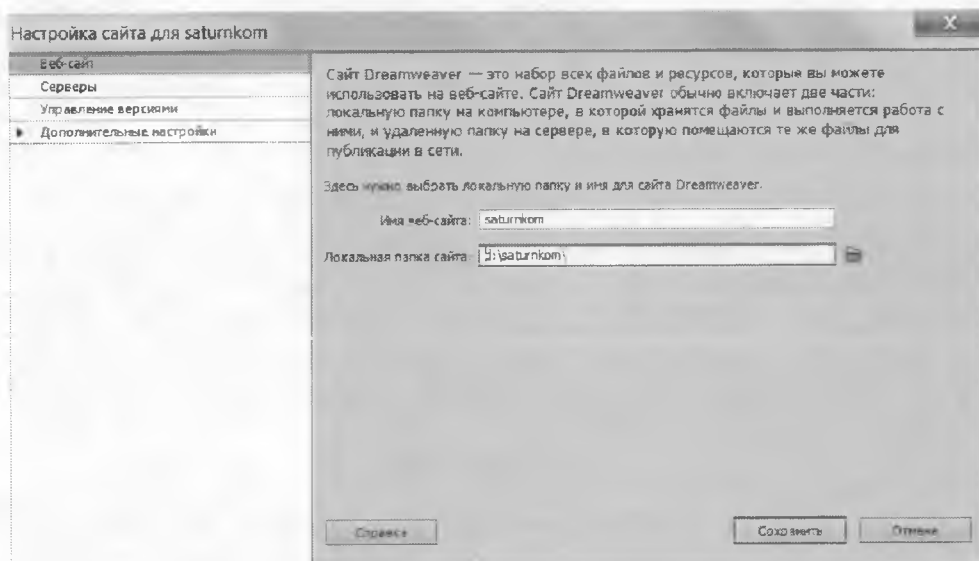 Настройка сайта для saturnkom
X
Веб-сайт
Серверы
Управление версиями
Дополнительные настройки
Сайт Dreamweaver — это набор всех файлов и ресурсов, которые вы можете
использовать на веб-сайте. Сайт Dreamweaver обычно включает две части:
локальную папку на компьютере, в которой хранятся файлы и выполняется работа с
ними, и удаленную папку на сервере, в которую помещаются те же файлы для
публикации в сети.
Здесь нужно выбрать локальную папку и имя для сайта Dreamweaver.
Имя веб-сайта: saturnkom
Локальная папка сайта: Y:\saturnkom\
Справка
Сохранить
Отмена